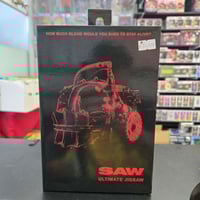 HOW MUCH BLOOD WOULD YOU SHED TO STAY ALIVE?
SAW
ULTIMATE JIGSAW